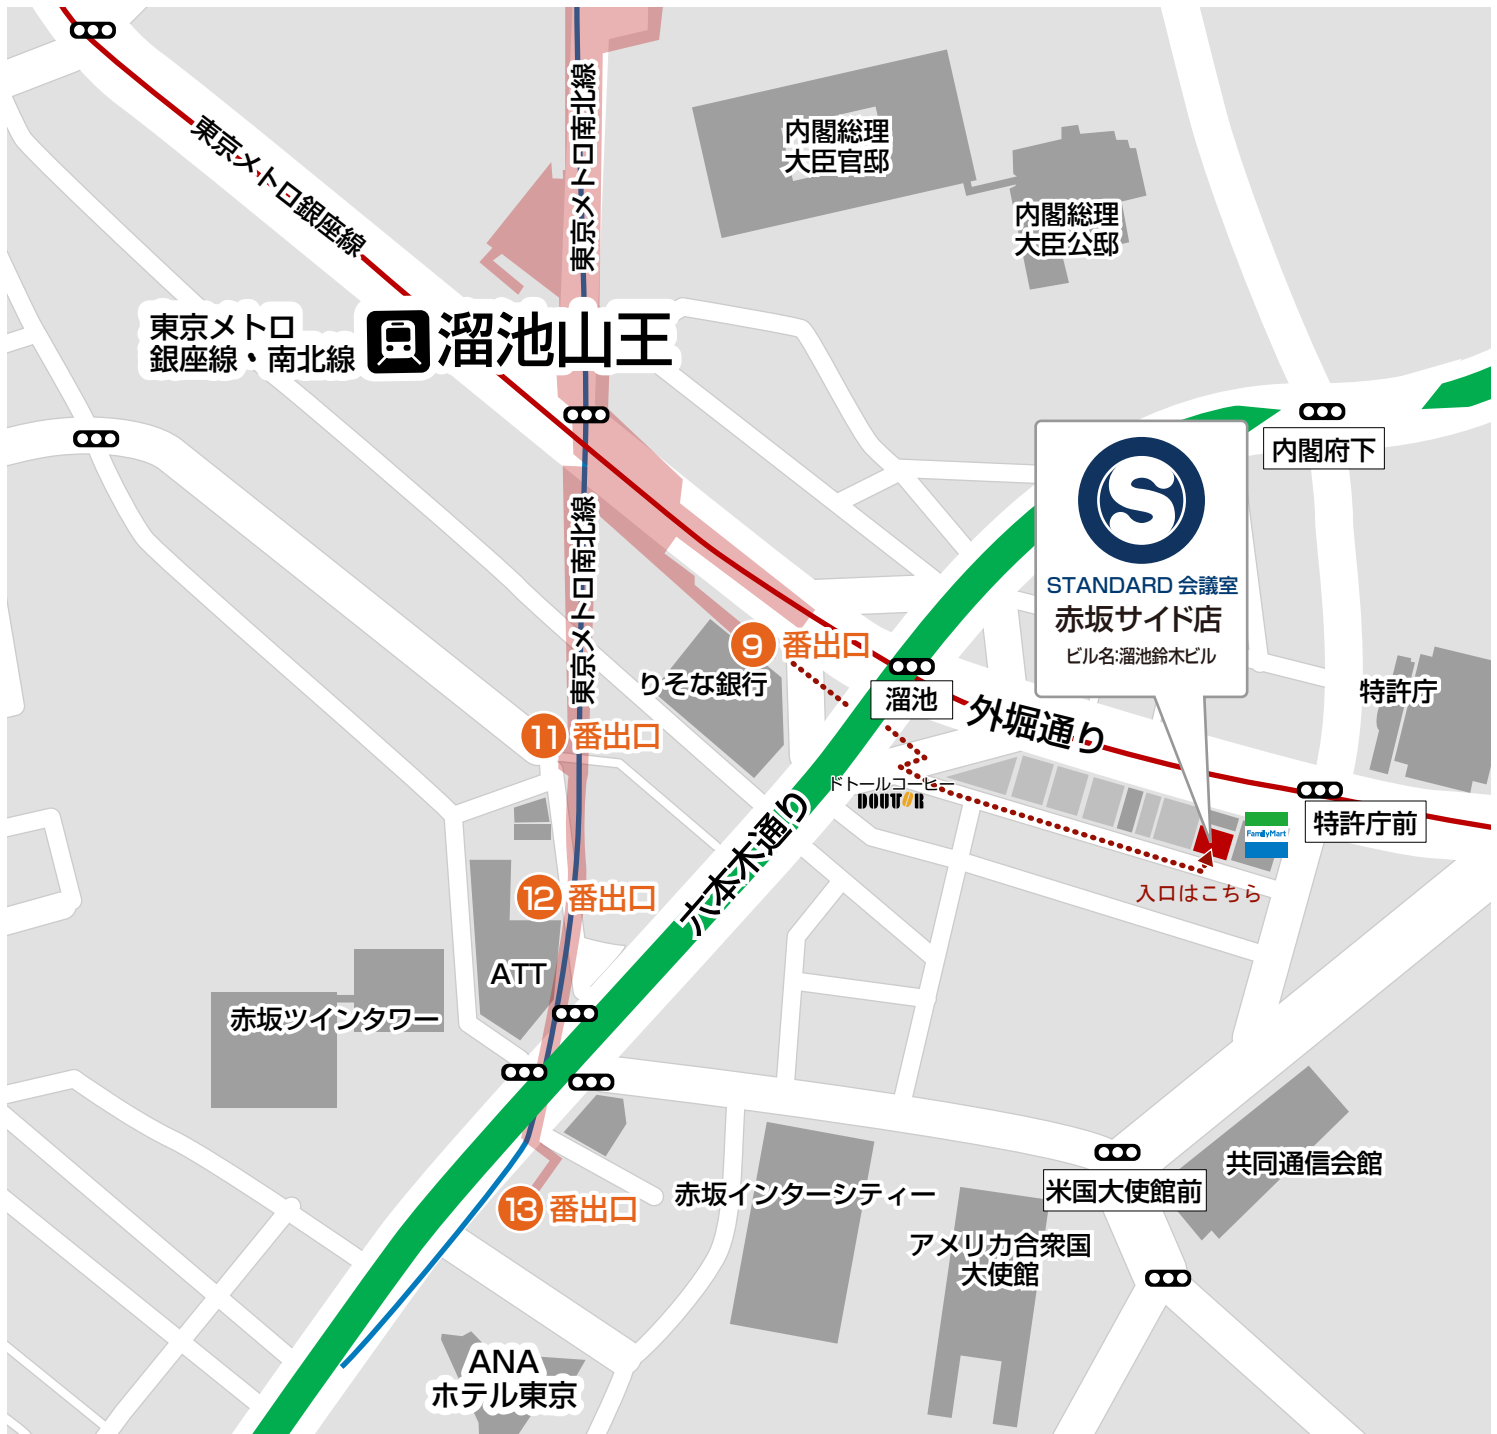 東京メトロ銀座線
東京メトロ南北線
内閣総理
大臣官邸
内閣総理
大臣公邸
東京メトロ
銀座線・南北線
溜池山王
内閣府下
S
STANDARD 会議室
赤坂サイド店
ビル名:溜池鈴木ビル
東京メトロ南北線
9 番出口
りそな銀行
溜池
外堀通り
特許庁
11 番出口
ドトールコーヒー
DOUTOR
六本木通り
FamilyMart
特許庁前
入口はこちら
12 番出口
ATT
赤坂ツインタワー
13 番出口
赤坂インターシティー
米国大使館前
共同通信会館
アメリカ合衆国
大使館
ANA
ホテル東京